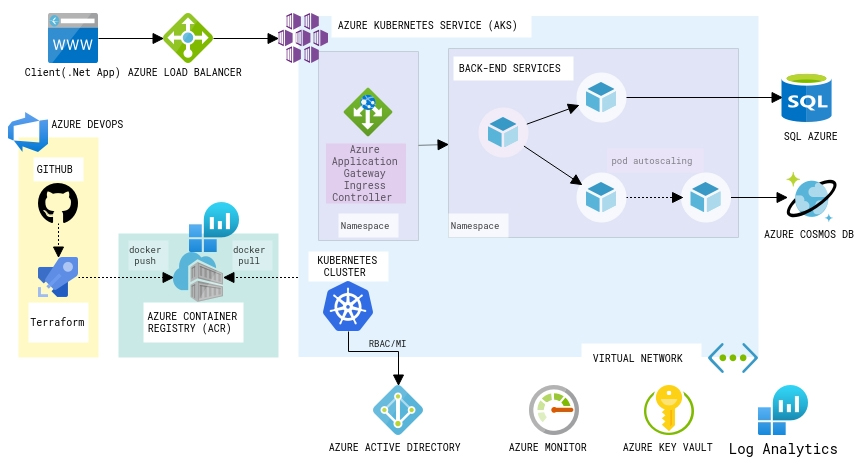 AZURE KUBERNETES SERVICE (AKS)
WWW
Client(.Net App)
AZURE LOAD BALANCER
BACK-END SERVICES
SQL
SQL AZURE
AZURE DEVOPS
GITHUB
Azure
Application
Gateway
Ingress
Controller
pod autoscaling
Namespace
Namespace
AZURE COSMOS DB
docker
push
docker
pull
KUBERNETES
CLUSTER
Terraform
AZURE CONTAINER
REGISTRY (ACR)
RBAC/MI
VIRTUAL NETWORK
AZURE ACTIVE DIRECTORY
AZURE MONITOR
AZURE KEY VAULT
Log Analytics